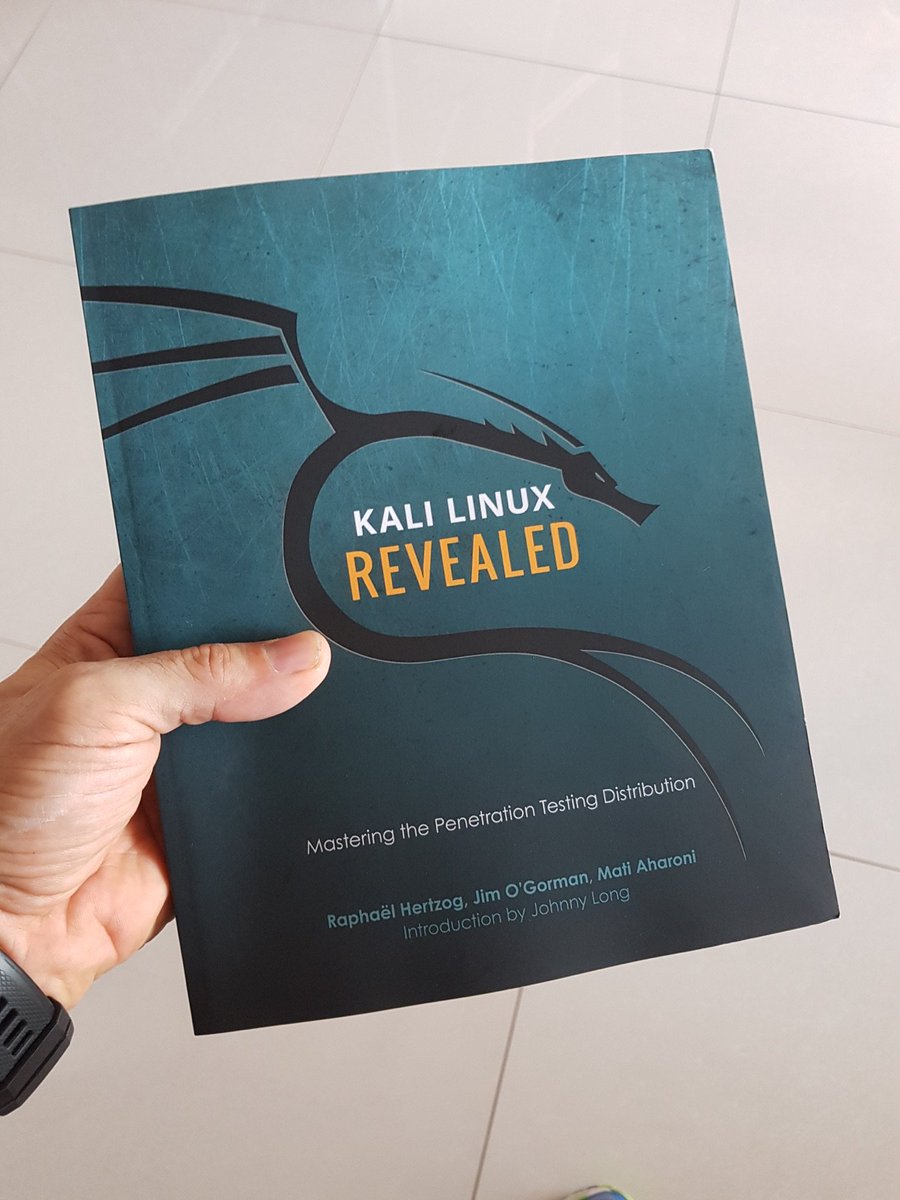 KALI LINUX
REVEALED
Mastering the Penetration Testing Distribution
Raphaël Hertzog, Jim O'Gorman, Mati Aharoni
Introduction by Johnny Long